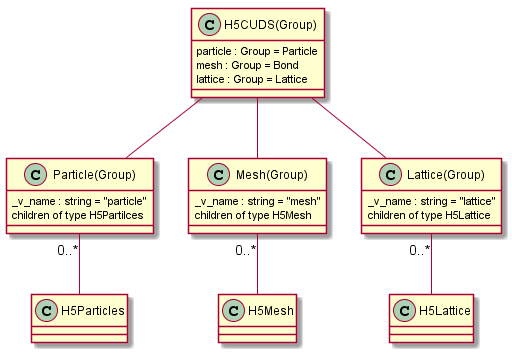 C H5CUDS(Group)
particle : Group = Particle
mesh : Group = Bond
lattice : Group = Lattice
C Particle(Group)
_v_name : string = "particle"
children of type H5Partilces
C Mesh(Group)
_v_name : string = "mesh"
children of type H5Mesh
C Lattice(Group)
_v_name : string = "lattice"
children of type H5Lattice
0..*
0..*
0..*
C H5Particles
C H5Mesh
C H5Lattice